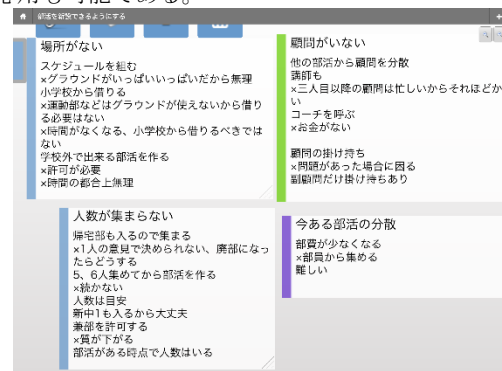 部活を新設できるようにする
場所がない
スケジュールを組む
×グラウンドがいっぱいいっぱいだから無理
小学校から借りる
×運動部などはグラウンドが使えないから借り
る必要はない
×時間がなくなる、小学校から借りるべきでは
ない
学校外で出来る部活を作る
×許可が必要
×時間の都合上無理
顧問がいない
他の部活から顧問を分散
講師も
×三人目以降の顧問は忙しいからそれほどか
い
コーチを呼ぶ
×お金がない
顧問の掛け持ち
×問題があった場合に困る
副顧問だけ掛け持ちあり
人数が集まらない
帰宅部も入るので集まる
×1人の意見で決められない、廃部になっ
たらどうする
5、6人集めてから部活を作る
×続かない
人数は目安
新中1も入るから大丈夫
兼部を許可する
×質が下がる
部活がある時点で人数はいる
今ある部活の分散
部費が少なくなる
×部員から集める
難しい